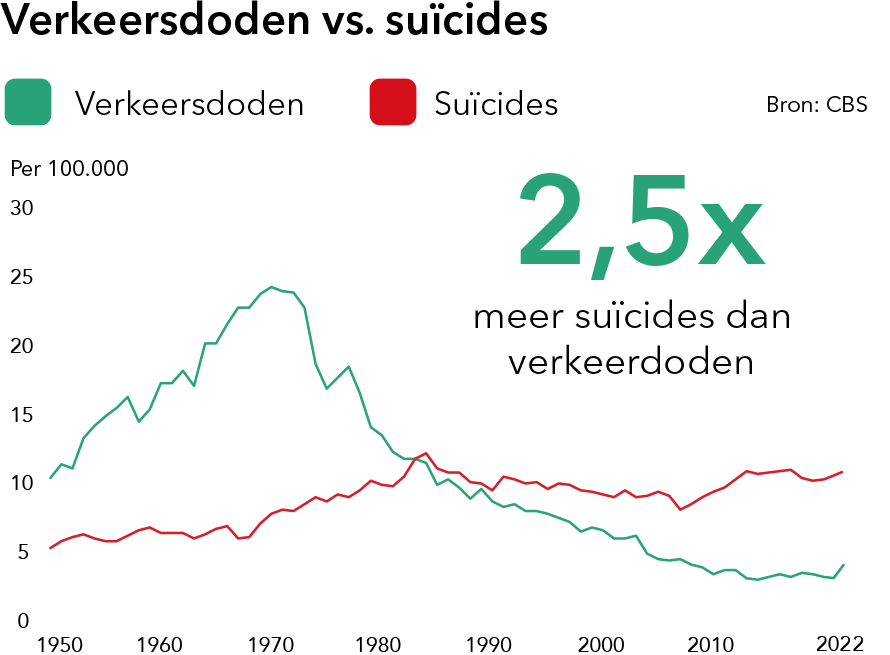 Verkeersdoden vs. suïcides
Verkeersdoden
Suïcides
Bron: CBS
Per 100.000
30
25
20
15
10
5
0
2,5x
meer suïcides dan
verkeerdoden
1950 1960 1970 1980 1990 2000 2010 2022